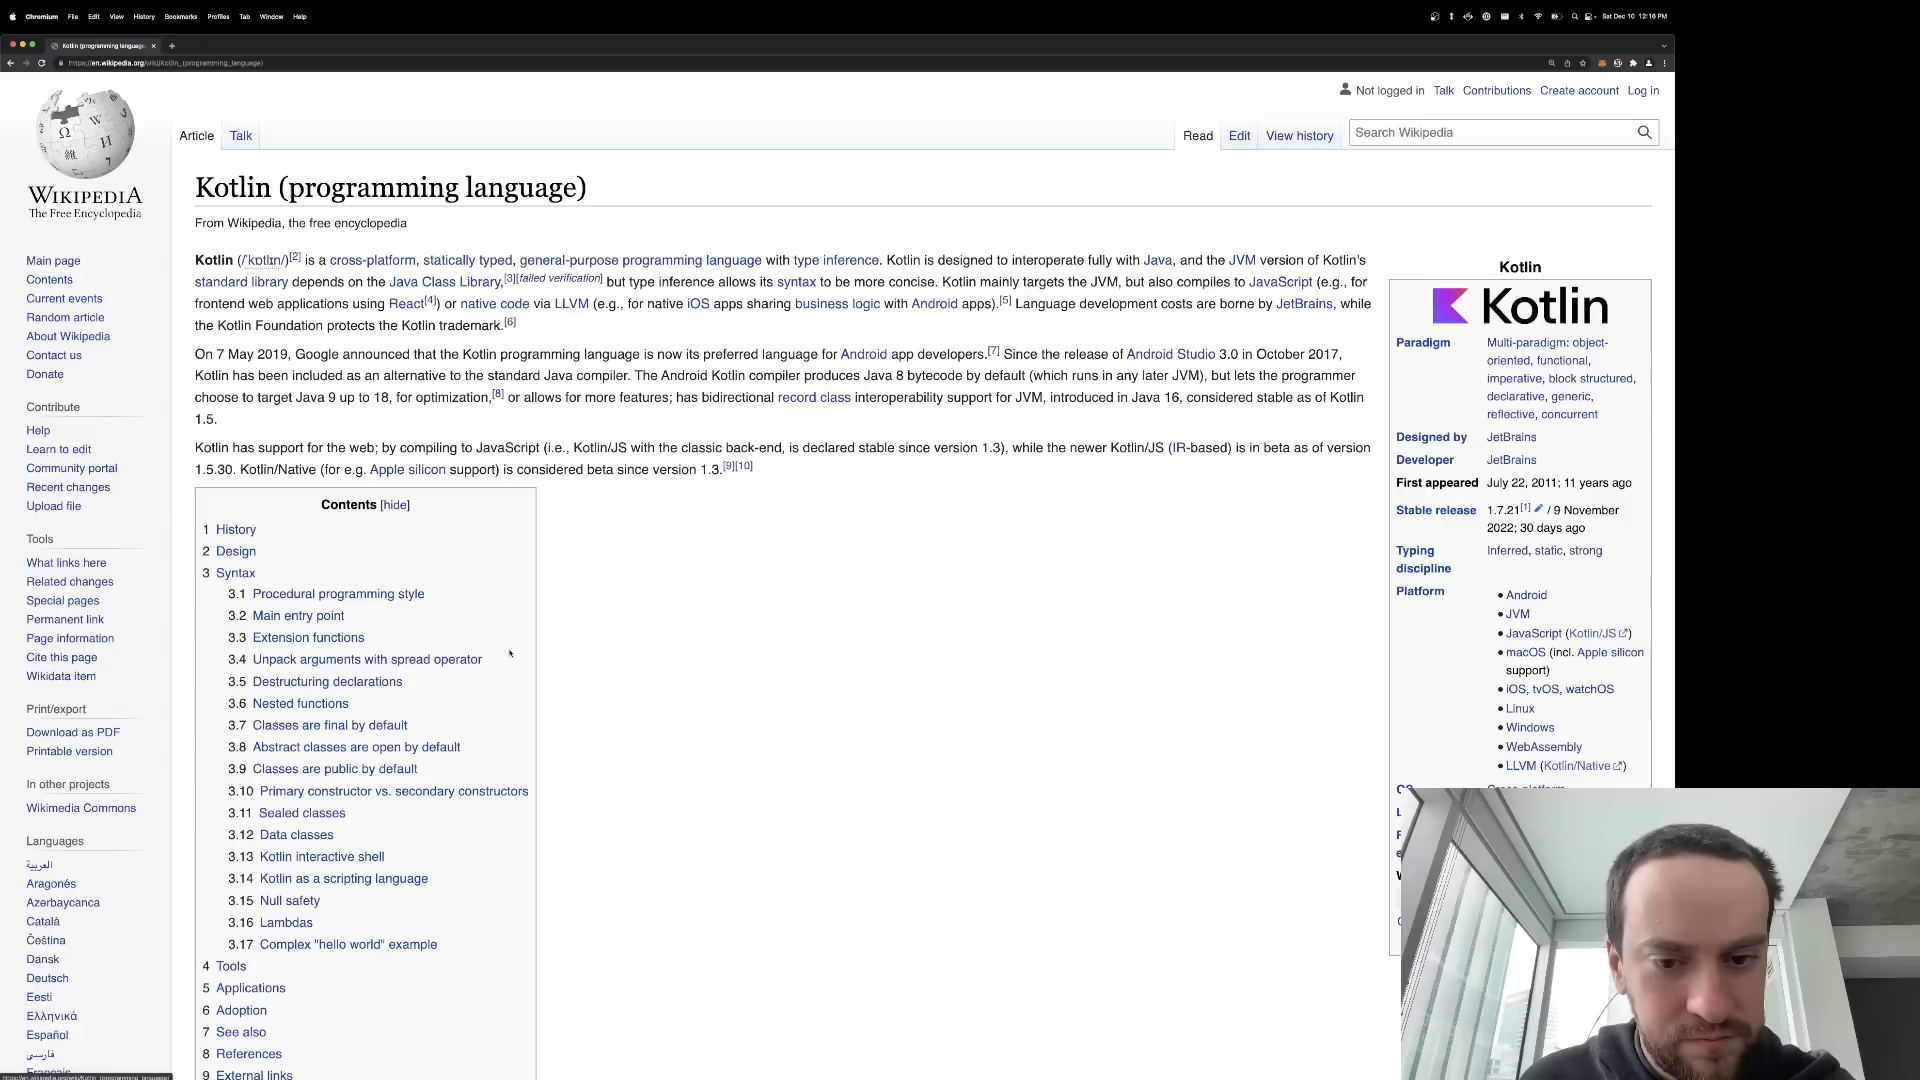 Chromium File Edit View History Bookmarks Profiles Tab Window Help
Sat Dec 10 12:16 PM
Kotlin (programming language
https://en.wikipedia.org/wiki/Kotlin_(programming_language)
Not logged in Talk Contributions Create account Log in
Article Talk
Read Edit View history
Search Wikipedia
WIKIPEDIA
The Free Encyclopedia
Main page
Contents
Current events
Random article
About Wikipedia
Contact us
Donate
Contribute
Help
Learn to edit
Community portal
Recent changes
Upload file
Tools
What links here
Related changes
Special pages
Permanent link
Page information
Cite this page
Wikidata item
Print/export
Download as PDF
Printable version
In other projects
Wikimedia Commons
Languages
العربية
Aragonés
Azərbaycanca
Català
Čeština
Dansk
Deutsch
Eesti
Ελληνικά
Español
فارسی
Français
https://en.wikipedia.org/wiki/Kotlin_(programming_language)
Kotlin (programming language)
From Wikipedia, the free encyclopedia
Kotlin (/ˈkɒtlɪn/)[2] is a cross-platform, statically typed, general-purpose programming language with type inference. Kotlin is designed to interoperate fully with Java, and the JVM version of Kotlin's
standard library depends on the Java Class Library,[3][failed verification] but type inference allows its syntax to be more concise. Kotlin mainly targets the JVM, but also compiles to JavaScript (e.g., for
frontend web applications using React[4]) or native code via LLVM (e.g., for native iOS apps sharing business logic with Android apps).[5] Language development costs are borne by JetBrains, while
the Kotlin Foundation protects the Kotlin trademark.[6]
On 7 May 2019, Google announced that the Kotlin programming language is now its preferred language for Android app developers.[7] Since the release of Android Studio 3.0 in October 2017,
Kotlin has been included as an alternative to the standard Java compiler. The Android Kotlin compiler produces Java 8 bytecode by default (which runs in any later JVM), but lets the programmer
choose to target Java 9 up to 18, for optimization,[8] or allows for more features; has bidirectional record class interoperability support for JVM, introduced in Java 16, considered stable as of Kotlin
1.5.
Kotlin has support for the web; by compiling to JavaScript (i.e., Kotlin/JS with the classic back-end, is declared stable since version 1.3), while the newer Kotlin/JS (IR-based) is in beta as of version
1.5.30. Kotlin/Native (for e.g. Apple silicon support) is considered beta since version 1.3.[9][10]
Contents [hide]
1 History
2 Design
3 Syntax
3.1 Procedural programming style
3.2 Main entry point
3.3 Extension functions
3.4 Unpack arguments with spread operator
3.5 Destructuring declarations
3.6 Nested functions
3.7 Classes are final by default
3.8 Abstract classes are open by default
3.9 Classes are public by default
3.10 Primary constructor vs. secondary constructors
3.11 Sealed classes
3.12 Data classes
3.13 Kotlin interactive shell
3.14 Kotlin as a scripting language
3.15 Null safety
3.16 Lambdas
3.17 Complex "hello world" example
4 Tools
5 Applications
6 Adoption
7 See also
8 References
9 External links
Kotlin
Kotlin
Paradigm Multi-paradigm: object-
oriented, functional,
imperative, block structured,
declarative, generic,
reflective, concurrent
Designed by JetBrains
Developer JetBrains
First appeared July 22, 2011; 11 years ago
Stable release 1.7.21[1] / 9 November
2022; 30 days ago
Typing Inferred, static, strong
discipline
Platform
• Android
• JVM
• JavaScript (Kotlin/JS)
• macOS (incl. Apple silicon
support)
• iOS, tvOS, watchOS
• Linux
• Windows
• WebAssembly
• LLVM (Kotlin/Native)
OS Cross-platform